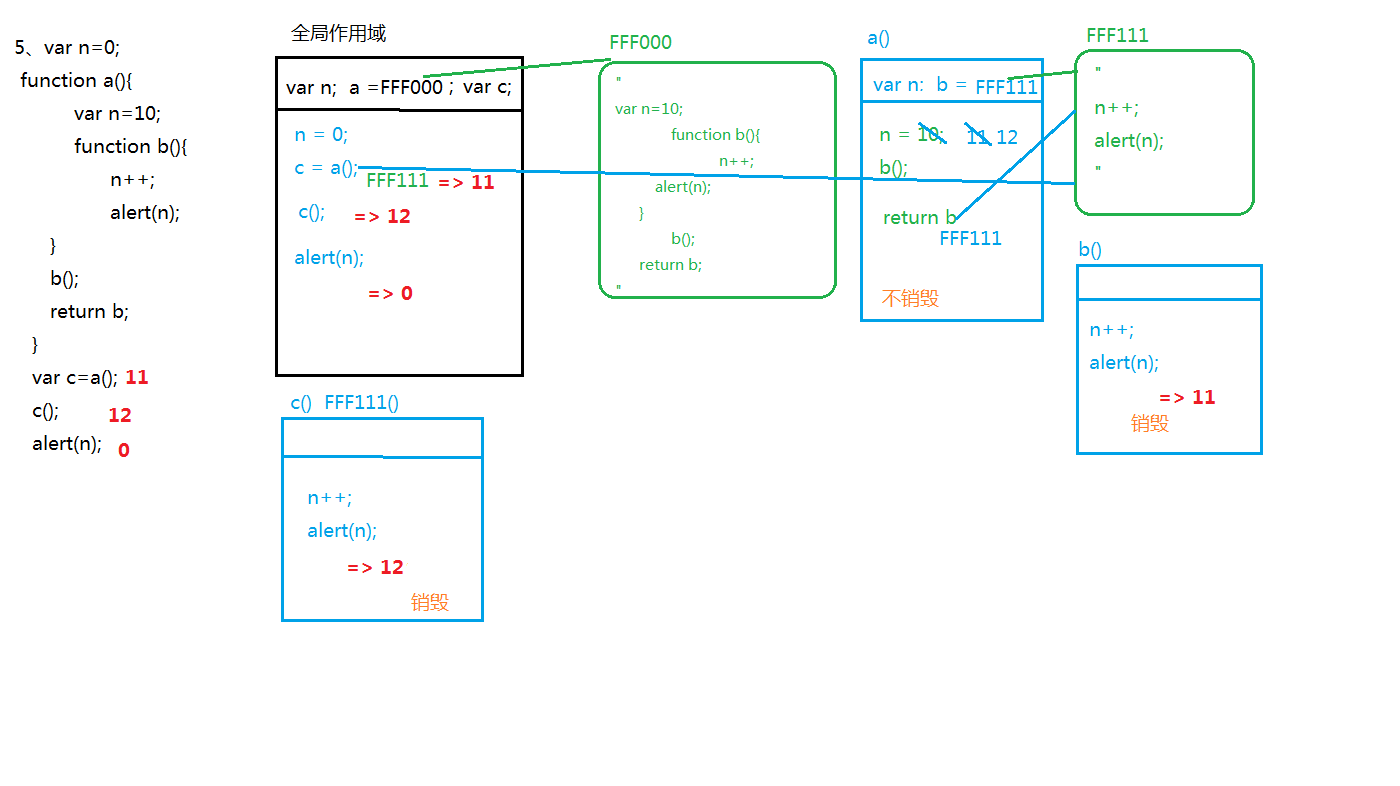 5、var n=0;
function a(){
var n=10;
function b(){
n++;
alert(n);
}
b();
return b;
}
var c=a(); 11
c(); 12
alert(n); 0
全局作用域
var n; a =FFF000 ; var c;
n = 0;
c = a();
FFF111 => 11
c(); => 12
alert(n);
=> 0
c() FFF111()
n++;
alert(n);
=> 12
销毁
FFF000
"
var n=10;
function b(){
n++;
alert(n);
}
b();
return b;
"
a()
var n: b = FFF111
n = 10; 11 12
b();
return b
FFF111
不销毁
FFF111
"
n++;
alert(n);
"
b()
n++;
alert(n);
=> 11
销毁